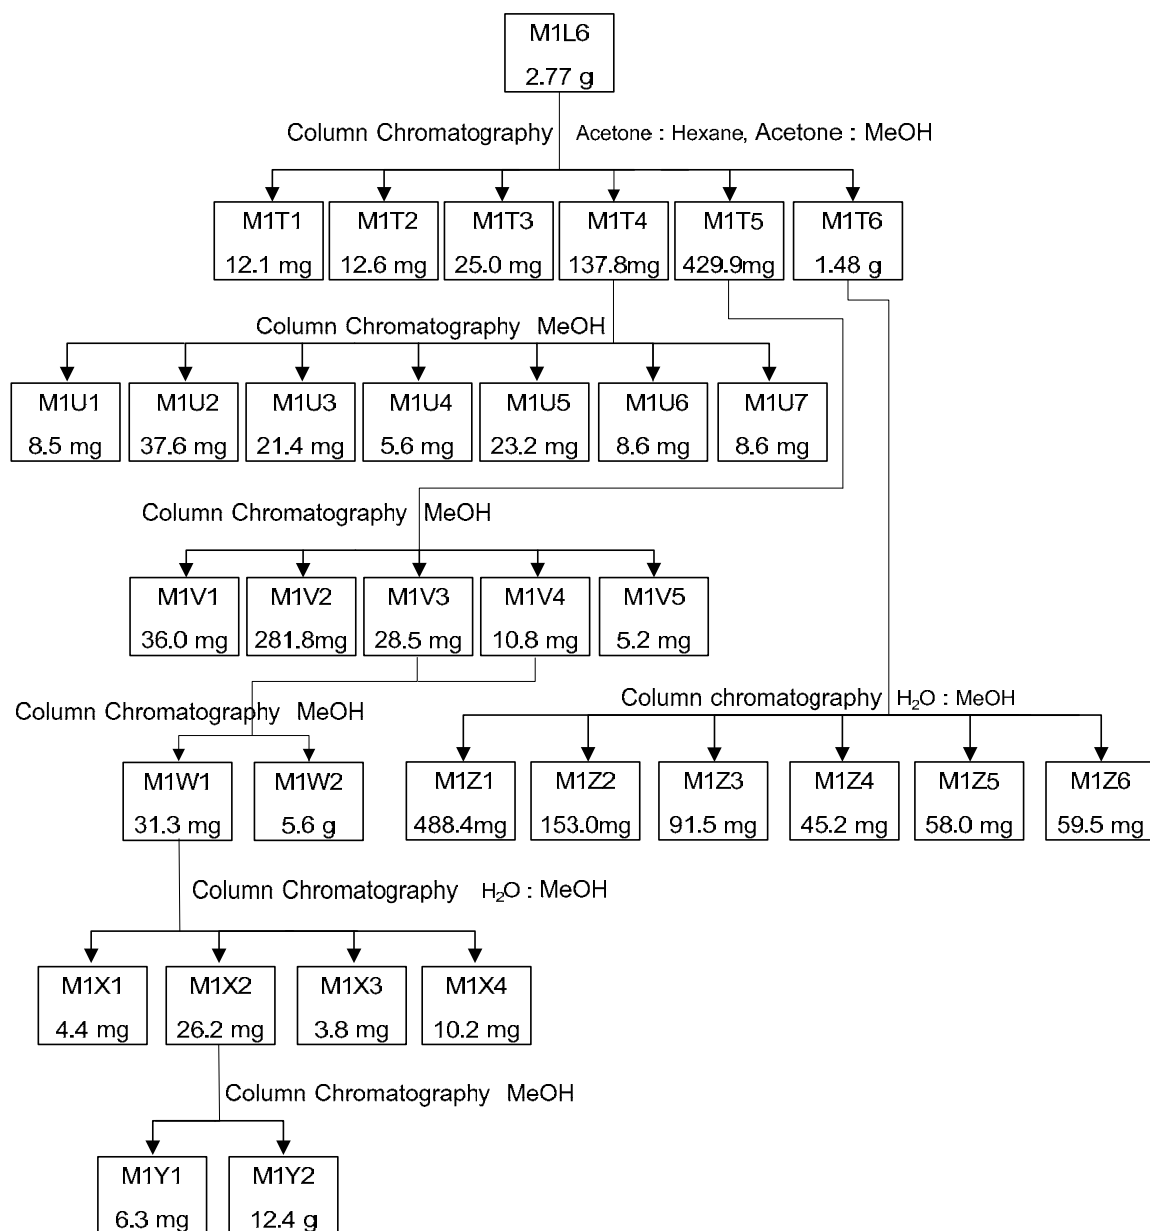 M1L6
2.77 g
Column Chromatography Acetone : Hexane, Acetone : MeOH
M1T1 M1T2 M1T3 M1T4 M1T5 M1T6
12.1 mg 12.6 mg 25.0 mg 137.8mg 429.9mg 1.48 g
Column Chromatography MeOH
M1U1 M1U2 M1U3 M1U4 M1U5 M1U6 M1U7
8.5 mg 37.6 mg 21.4 mg 5.6 mg 23.2 mg 8.6 mg 8.6 mg
Column Chromatography MeOH
M1V1 M1V2 M1V3 M1V4 M1V5
36.0 mg 281.8mg 28.5 mg 10.8 mg 5.2 mg
Column chromatography H₂O : MeOH
Column Chromatography MeOH
M1W1 M1W2 M1Z1 M1Z2 M1Z3 M1Z4 M1Z5 M1Z6
31.3 mg 5.6 g 488.4mg 153.0mg 91.5 mg 45.2 mg 58.0 mg 59.5 mg
Column Chromatography H₂O : MeOH
M1X1 M1X2 M1X3 M1X4
4.4 mg 26.2 mg 3.8 mg 10.2 mg
Column Chromatography MeOH
M1Y1 M1Y2
6.3 mg 12.4 g